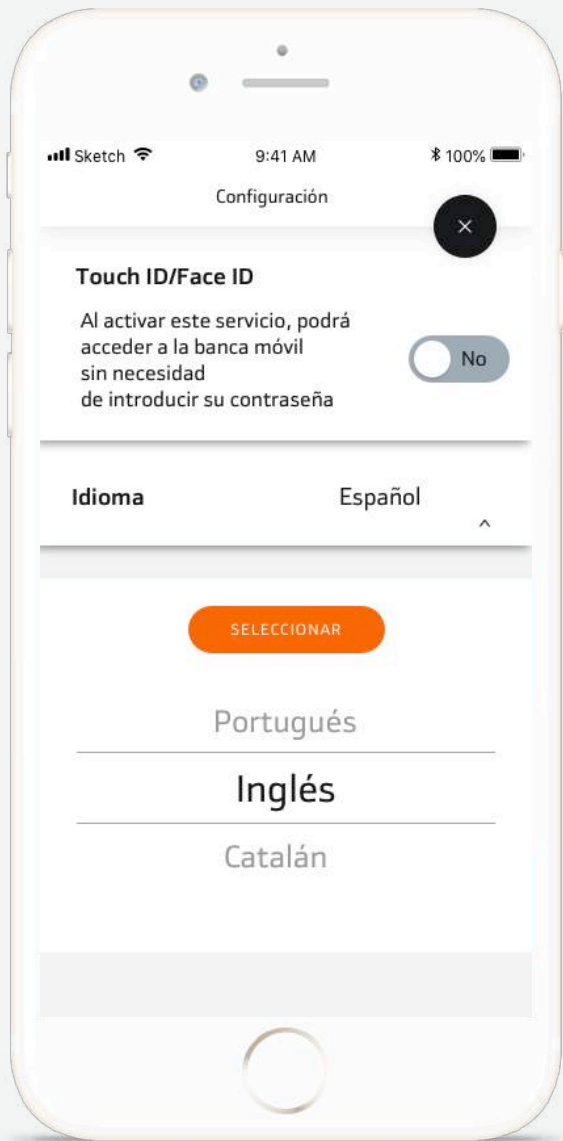 Sketch 9:41 AM 100%
Configuración
Touch ID/Face ID
Al activar este servicio, podrá
acceder a la banca móvil
sin necesidad
de introducir su contraseña
No
Idioma Español
SELECCIONAR
Portugués
Inglés
Catalán